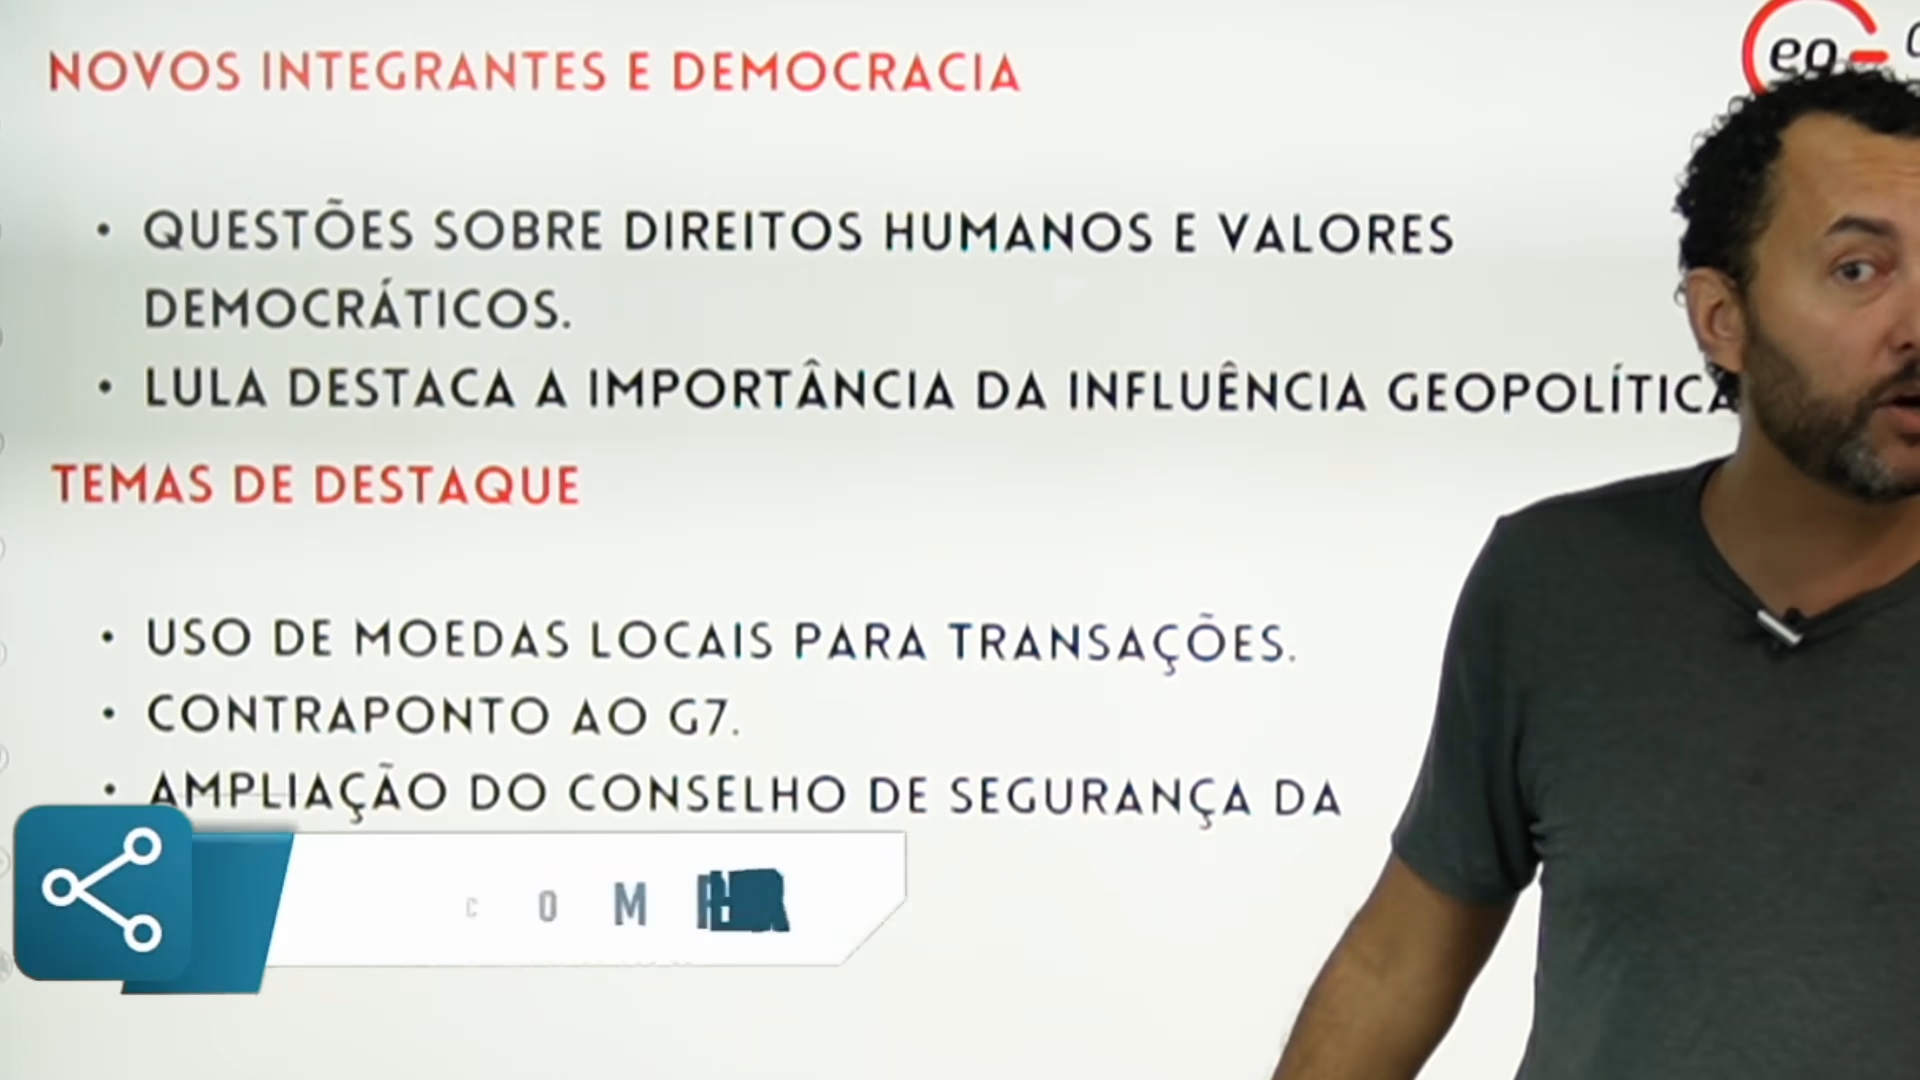 NOVOS INTEGRANTES E DEMOCRACIA
• QUESTÕES SOBRE DIREITOS HUMANOS E VALORES
DEMOCRÁTICOS.
• LULA DESTACA A IMPORTÂNCIA DA INFLUÊNCIA GEOPOLÍTICA
TEMAS DE DESTAQUE
• USO DE MOEDAS LOCAIS PARA TRANSAÇÕES.
• CONTRAPONTO AO G7.
• AMPLIAÇÃO DO CONSELHO DE SEGURANÇA DA